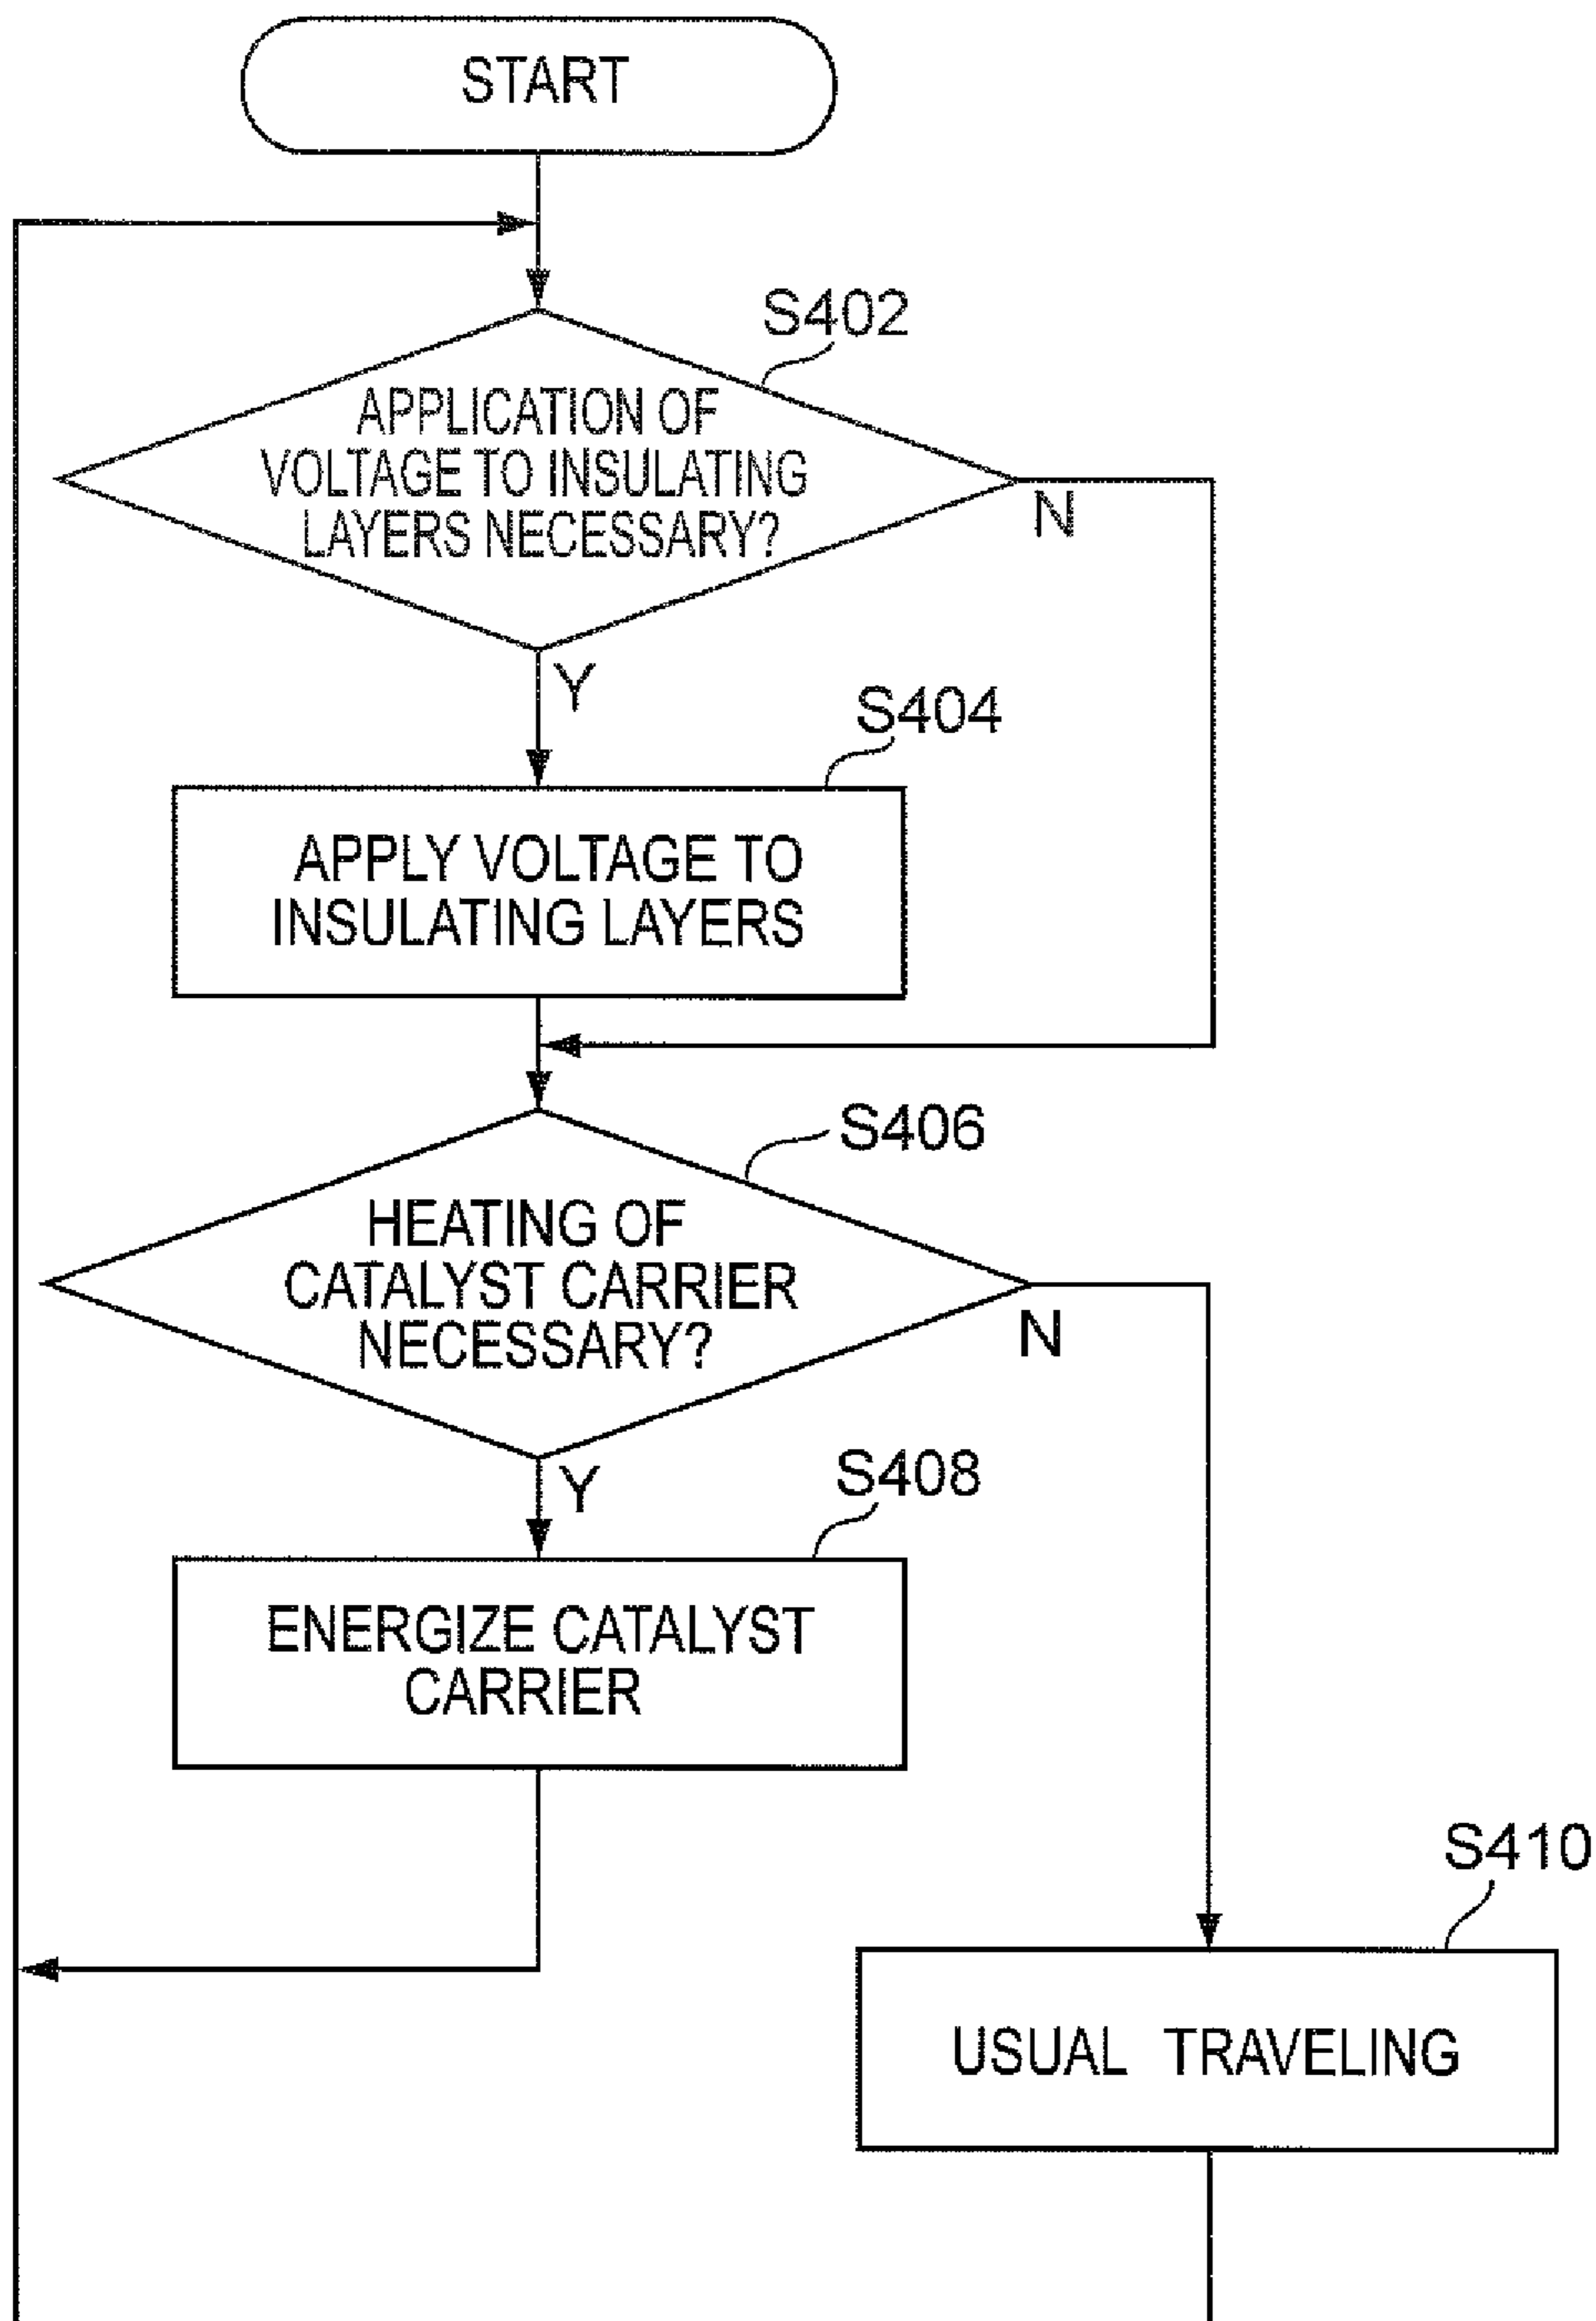 START
S402
APPLICATION OF
VOLTAGE TO INSULATING
LAYERS NECESSARY?
N
Y
S404
APPLY VOLTAGE TO
INSULATING LAYERS
S406
HEATING OF
CATALYST CARRIER
NECESSARY?
N
Y
S408
ENERGIZE CATALYST
CARRIER
S410
USUAL TRAVELING